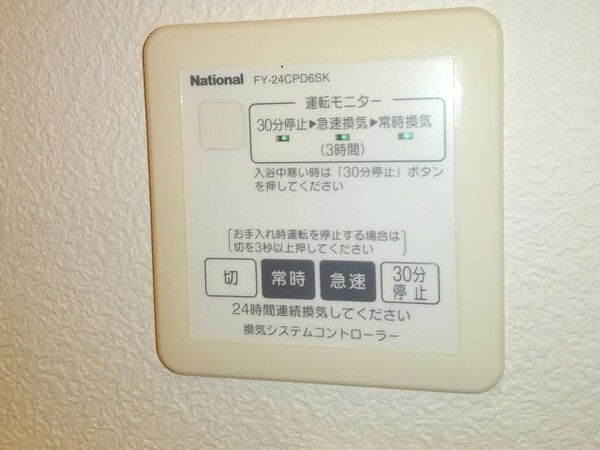 National FY-24CPD6SK
運転モニター
30分停止▶急速換気▶常時換気
(3時間)
入浴中寒い時は「30分停止」ボタン
を押してください
お手入れ時運転を停止する場合は
切を3秒以上押してください
切 常時 急速 30分停止
24時間連続換気してください
換気システムコントローラー